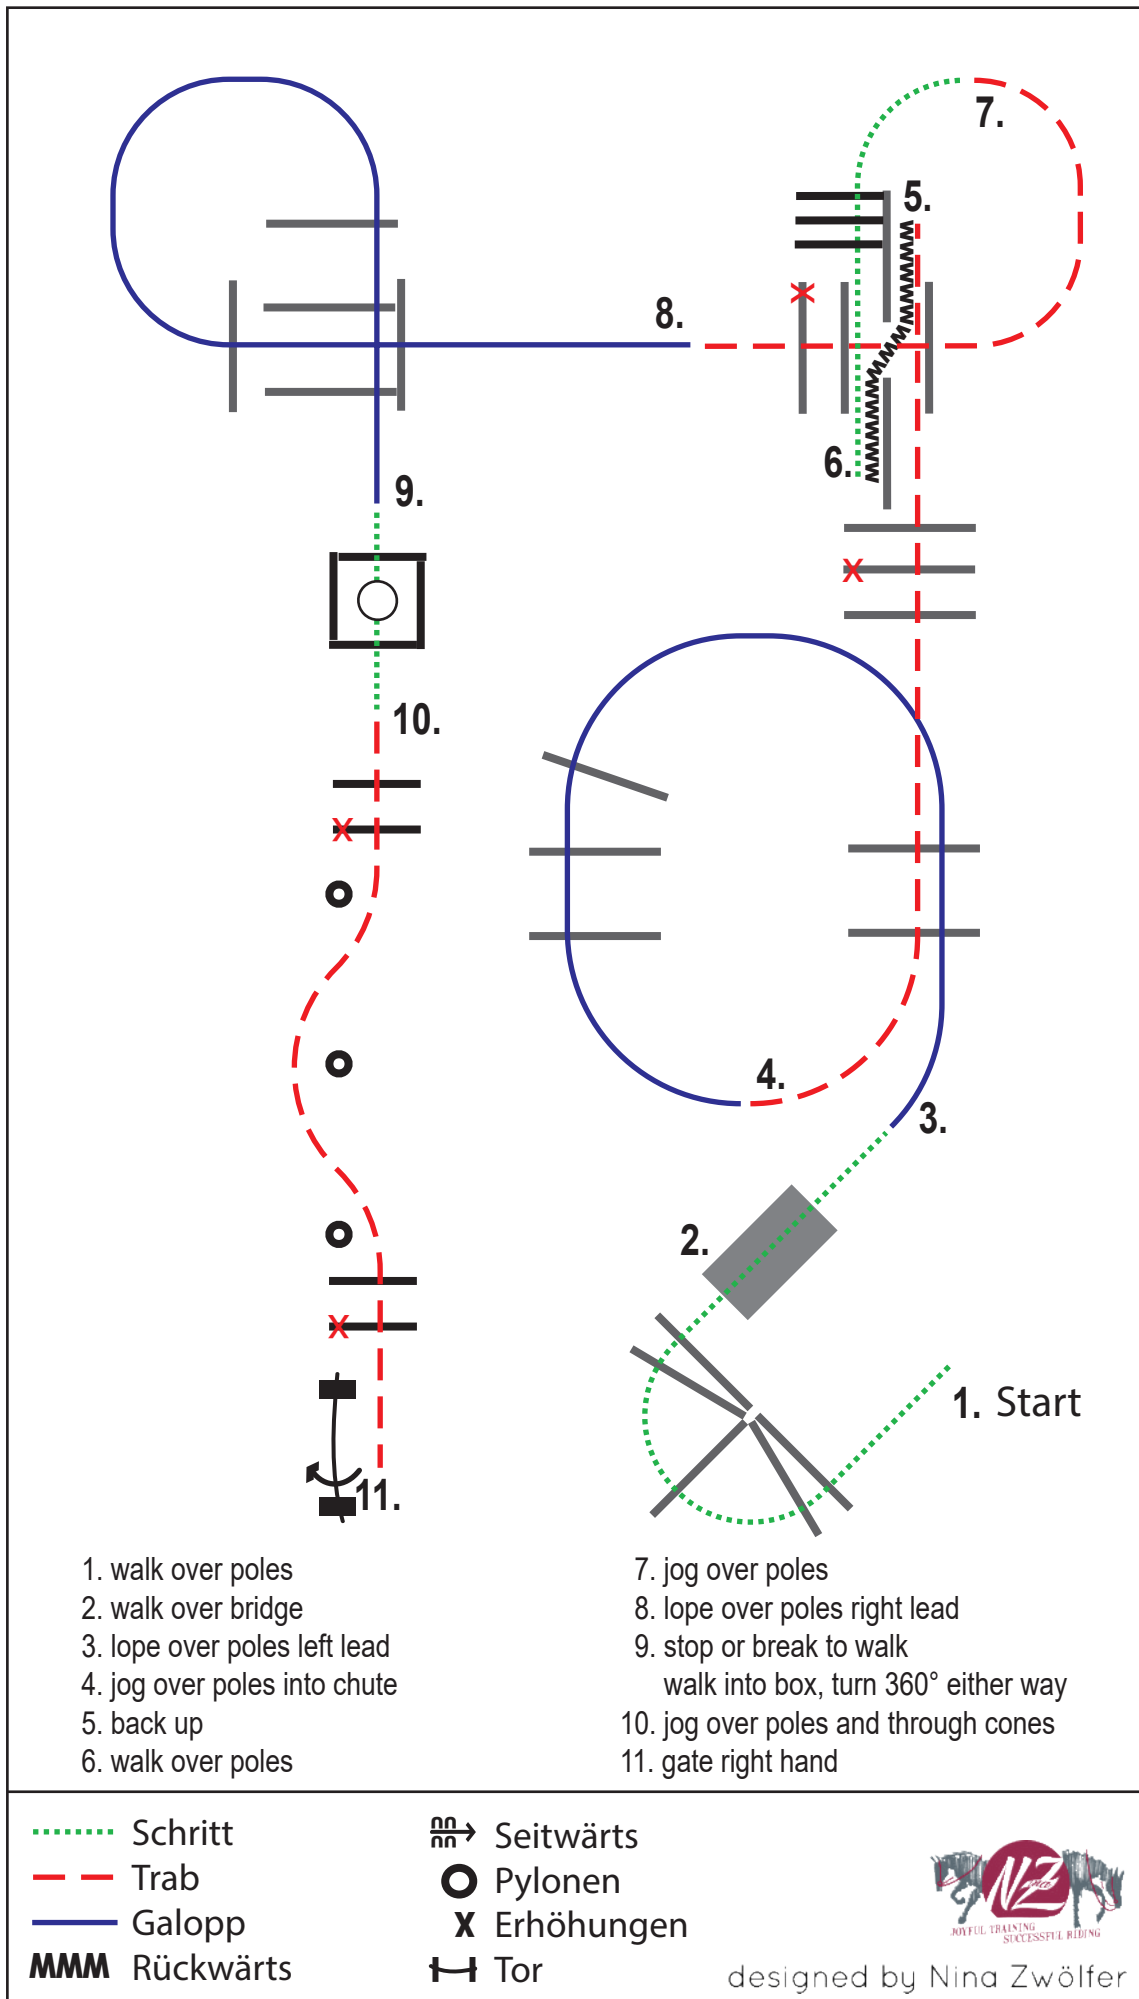 7.
5.
8.
6.
9.
10.
4.
3.
2.
1. Start
11.
1. walk over poles
2. walk over bridge
3. lope over poles left lead
4. jog over poles into chute
5. back up
6. walk over poles
7. jog over poles
8. lope over poles right lead
9. stop or break to walk
walk into box, turn 360° either way
10. jog over poles and through cones
11. gate right hand
Schritt
Trab
Galopp
Rückwärts
Seitwärts
Pylonen
X Erhöhungen
Tor
NZ
JOYFUL TRAINING
SUCCESSFUL RIDING
designed by Nina Zwölfer